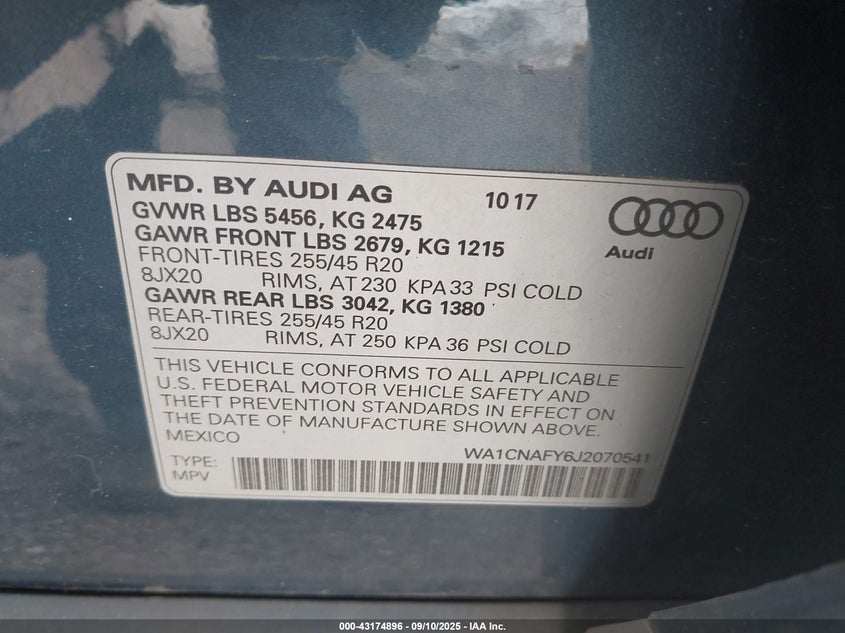 MFD. BY AUDI AG 10 17
GVWR LBS 5456, KG 2475
GAWR FRONT LBS 2679, KG 1215
FRONT-TIRES 255/45 R20
8JX20 RIMS, AT 230 KPA 33 PSI COLD
GAWR REAR LBS 3042, KG 1380
REAR-TIRES 255/45 R20
8JX20 RIMS, AT 250 KPA 36 PSI COLD
Audi
THIS VEHICLE CONFORMS TO ALL APPLICABLE
U.S. FEDERAL MOTOR VEHICLE SAFETY AND
THEFT PREVENTION STANDARDS IN EFFECT ON
THE DATE OF MANUFACTURE SHOWN ABOVE.
MEXICO
WA1CNAFY6J2070541
TYPE:
MPV
000-43174896 - 09/10/2025 - IAA Inc.